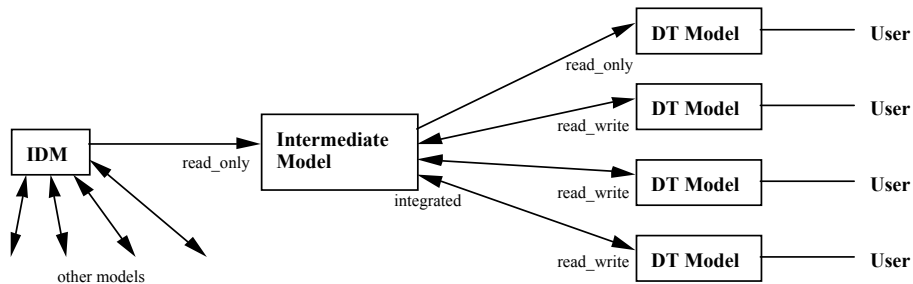 DT Model
User
read_only
DT Model
User
read_write
IDM
read_only
Intermediate
Model
integrated
DT Model
User
read_write
DT Model
User
read_write
other models